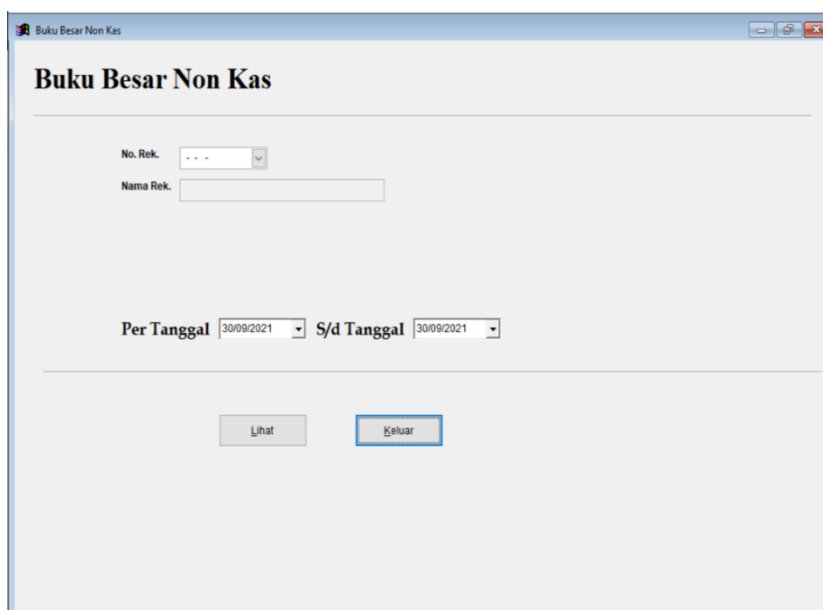 Buku Besar Non Kas
Buku Besar Non Kas
No. Rek.
- - -
Nama Rek.
Per Tanggal 30/09/2021 S/d Tanggal 30/09/2021
Lihat Keluar